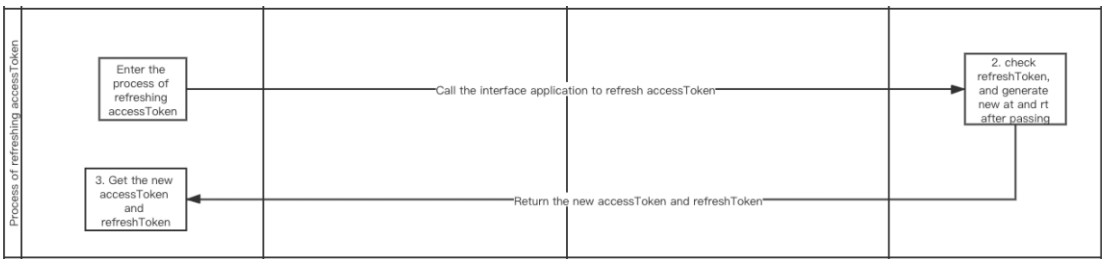 Process of refreshing accessToken
Enter the
process of
refreshing
accessToken
Call the interface application to refresh accessToken
2. check
refreshToken,
and generate
new at and rt
after passing
3. Get the new
accessToken
and
refreshToken
Return the new accessToken and refreshToken